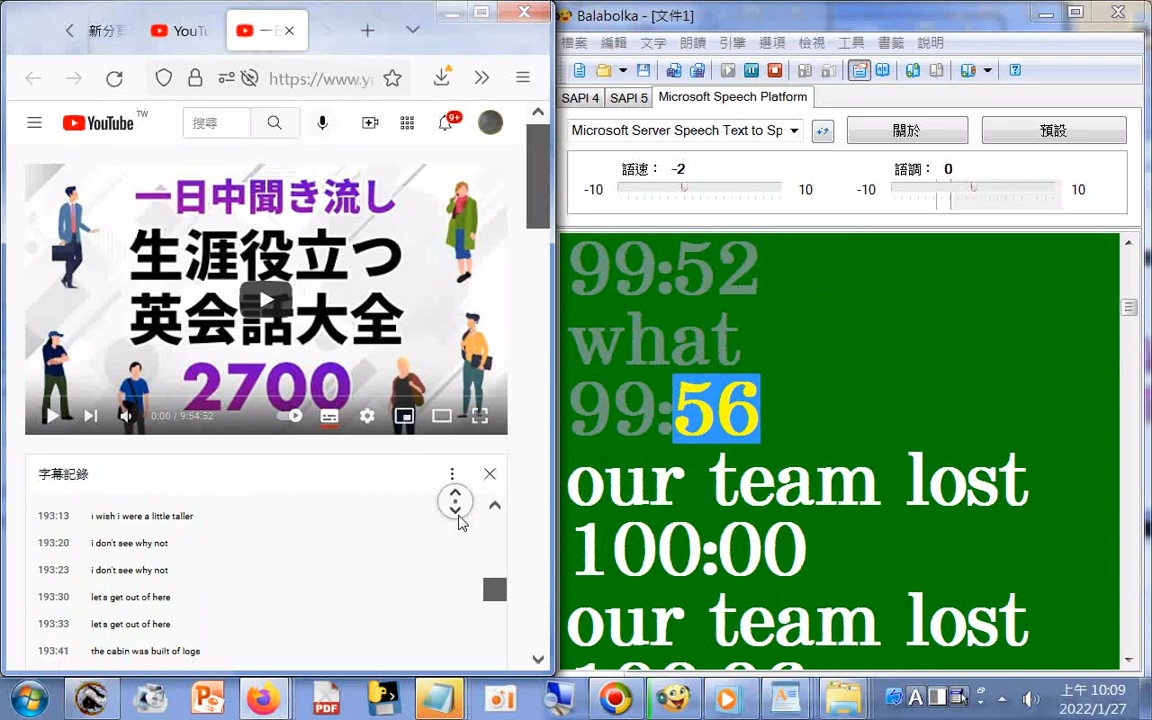 新分
YouTu
一E
https://www.y
YouTube
TW
搜尋
9+
一日中聞き流し
生涯役立つ
英会話大全
2700
0:00 / 9:54:52
字幕記錄
193:13 i wish i were a little taller
193:20 i don't see why not
193:23 i don't see why not
193:30 let's get out of here
193:33 let's get out of here
193:41 the cabin was built of logs
Balabolka - [文件1]
檔案 編輯 文字 朗讀 引擎 選項 檢視 工具 書籤 說明
SAPI 4 SAPI 5 Microsoft Speech Platform
Microsoft Server Speech Text to Sp 關於 預設
語速： -2 語調： 0
-10 10 -10 10
99:52
what
99:56
our team lost
100:00
our team lost
100:06
PDF
A
上午 10:09
2022/1/27